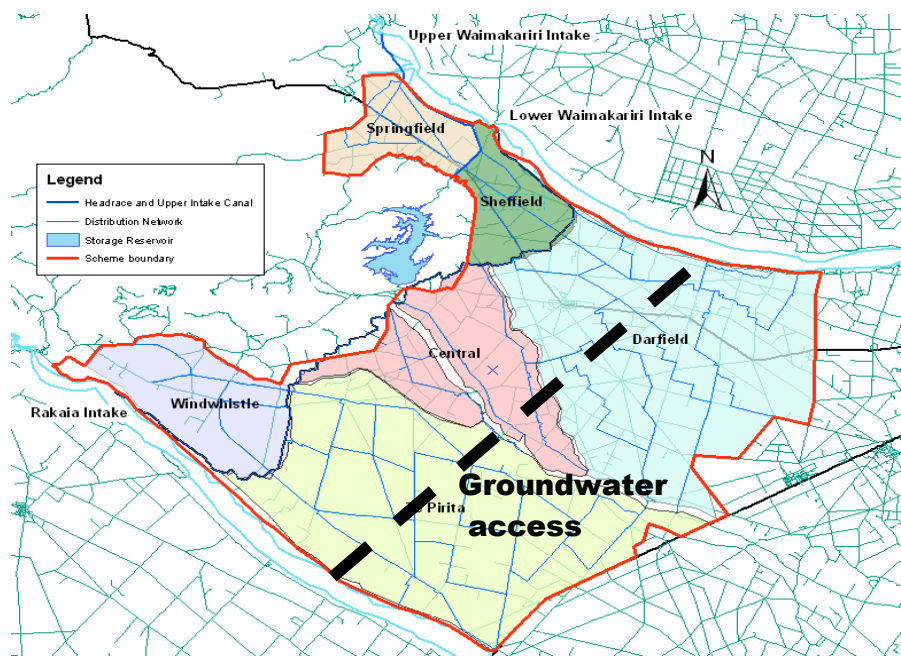 Upper Waimakariri Intake
Lower Waimakariri Intake
Springfield
N
Legend
Headrace and Upper Intake Canal
Distribution Network
Storage Reservoir
Scheme boundary
Sheffield
Darfield
Central
Windwhistle
Rakaia Intake
Groundwater
access
Pirita